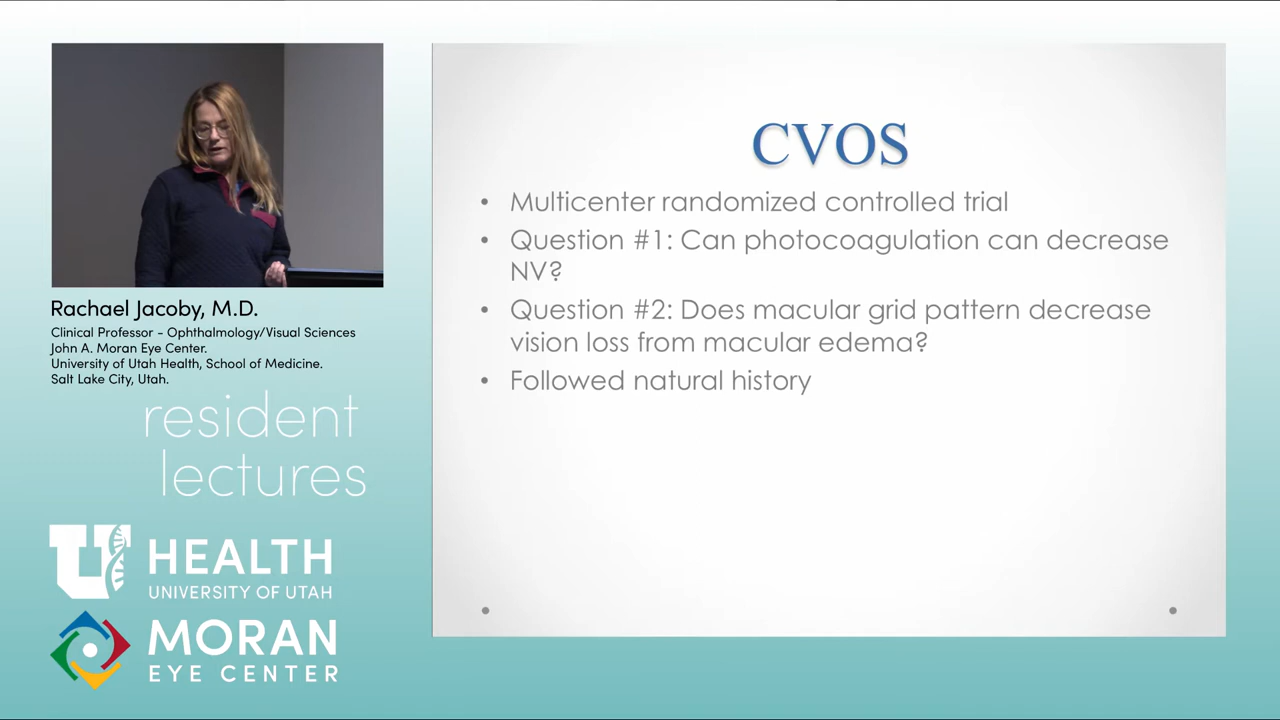 CVOS
• Multicenter randomized controlled trial
• Question #1: Can photocoagulation can decrease
NV?
• Question #2: Does macular grid pattern decrease
vision loss from macular edema?
• Followed natural history
Rachael Jacoby, M.D.
Clinical Professor - Ophthalmology/Visual Sciences
John A. Moran Eye Center.
University of Utah Health, School of Medicine.
Salt Lake City, Utah.
resident
lectures
U HEALTH
UNIVERSITY OF UTAH
MORAN
EYE CENTER